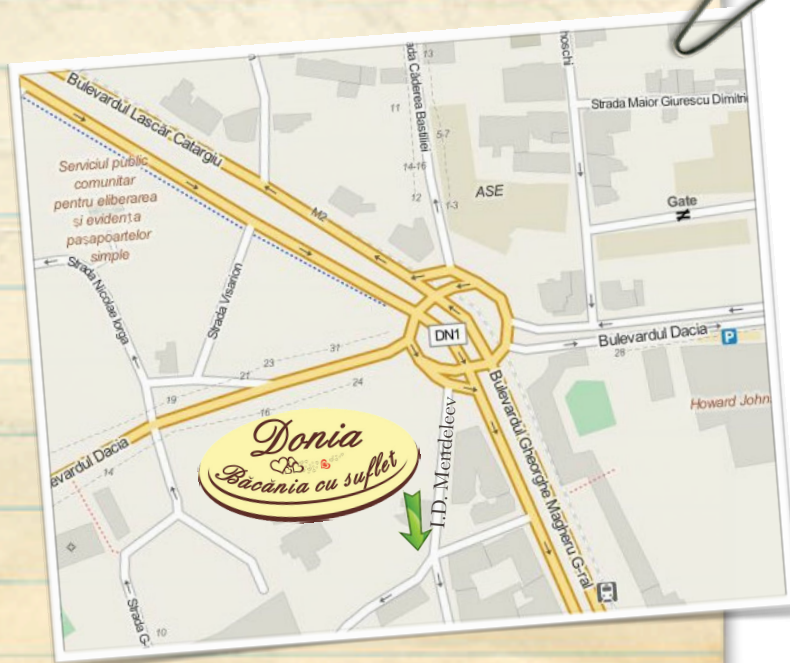 Bulevardul Lascăr Catargiu
ada Căderea Bastiliei
13
hoschi
Strada Maior Giurescu Dimitri
11
5-7
Serviciul public
comunitar
pentru eliberarea
și evidența
pașapoartelor
simple
14-16
12
1-3
ASE
Gate
M2
Strada Nicolae Iorga
Strada Visarion
DN1
Bulevardul Dacia
P
28
31
23
21
24
19
16
Howard John
evardul Dacia
14
Donia
Băcănia cu suflet
I.D. Mendeleev
Bulevardul Gheorghe Magheru G-ral
Strada G
10